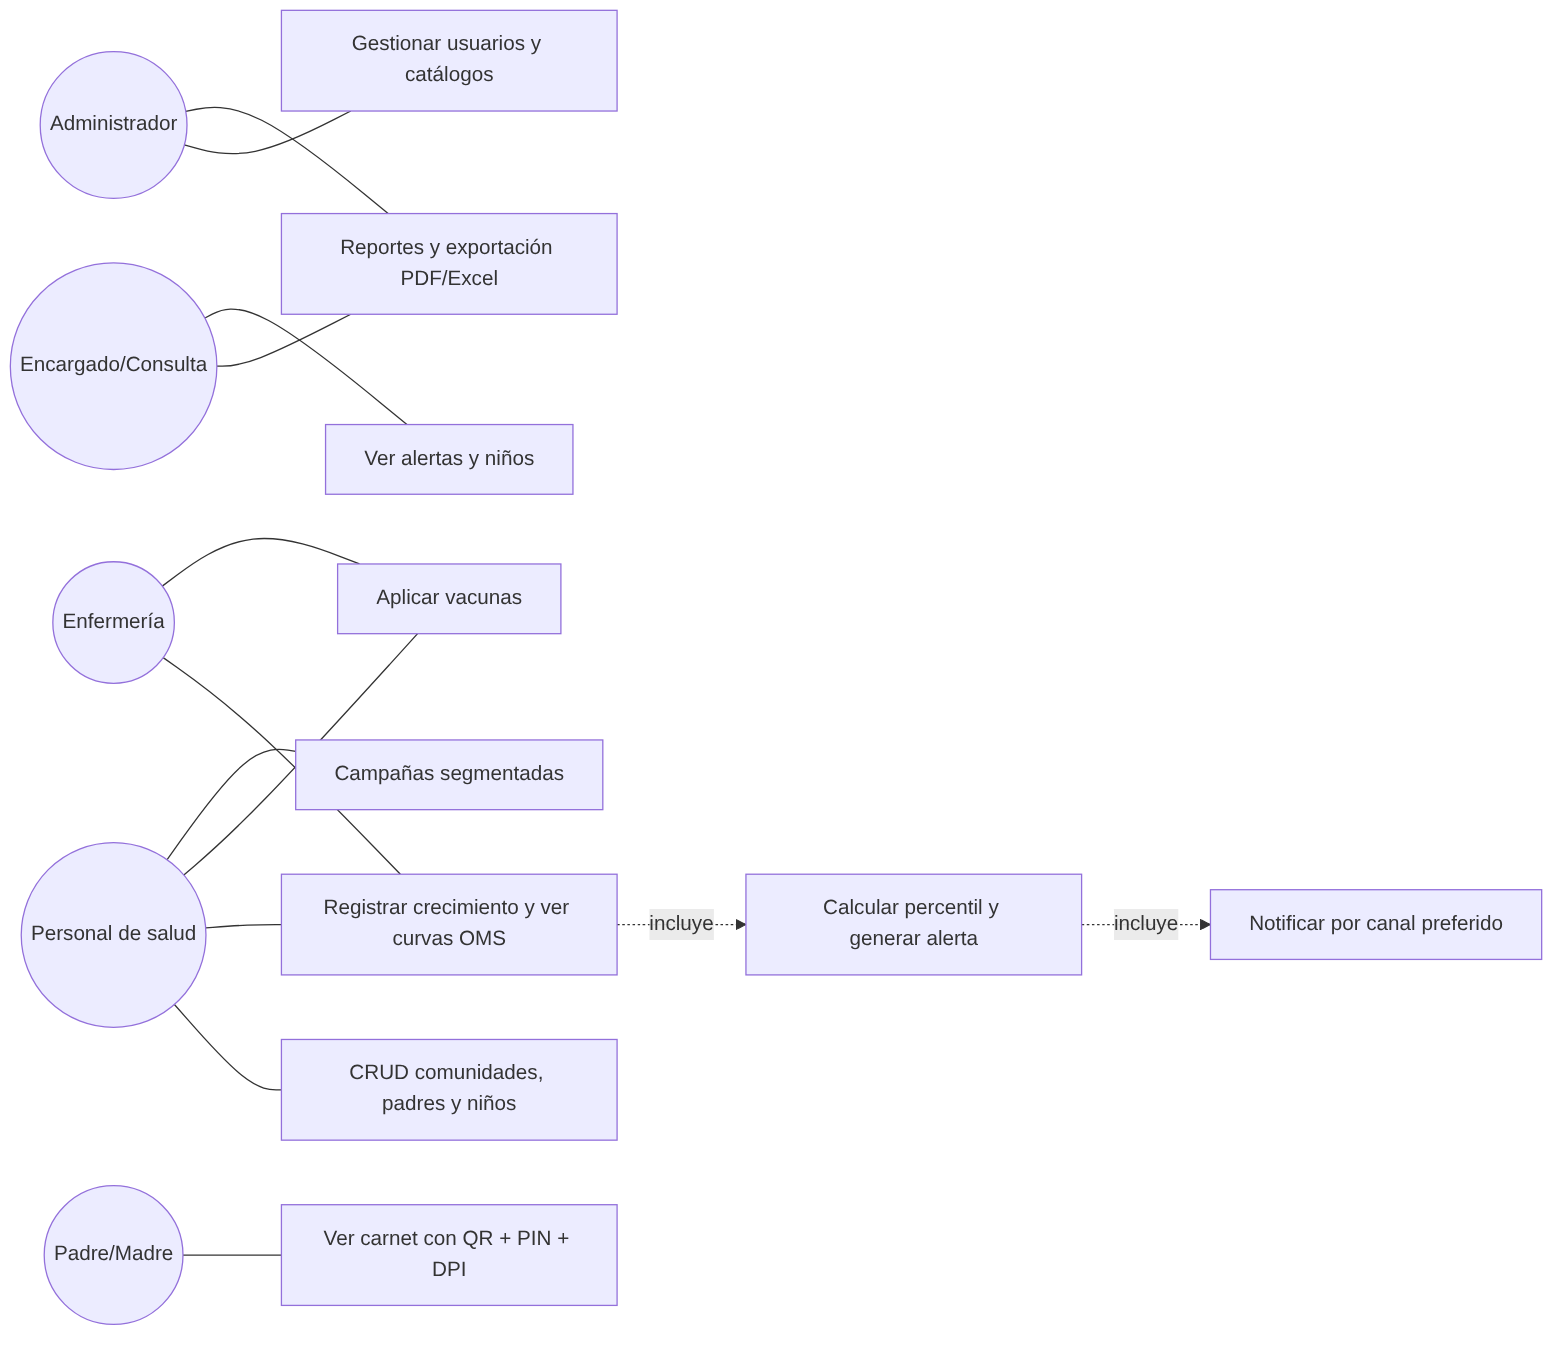 Gestionar usuarios y
catálogos
Administrador
Reportes y exportación
PDF/Excel
Encargado/Consulta
Ver alertas y niños
Aplicar vacunas
Enfermería
Campañas segmentadas
Personal de salud
Registrar crecimiento y ver
curvas OMS
incluye
Calcular percentil y
generar alerta
incluye
Notificar por canal preferido
CRUD comunidades,
padres y niños
Padre/Madre
Ver carnet con QR + PIN +
DPI